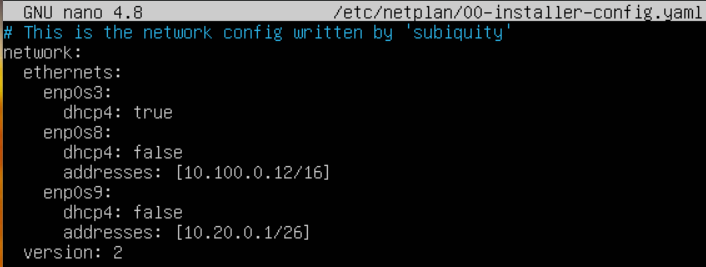 GNU nano 4.8 /etc/netplan/00-installer-config.yaml
# This is the network config written by 'subiquity'
network:
  ethernets:
    enp0s3:
      dhcp4: true
    enp0s8:
      dhcp4: false
      addresses: [10.100.0.12/16]
    enp0s9:
      dhcp4: false
      addresses: [10.20.0.1/26]
  version: 2